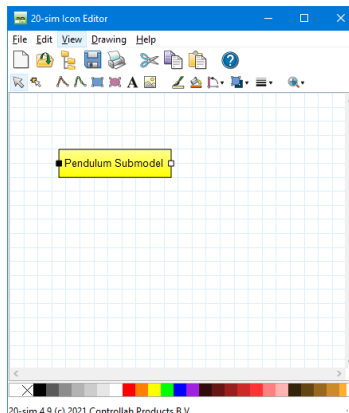 20-sim Icon Editor
File Edit View Drawing Help
A
Pendulum Submodel
20-sim 4.9 (c) 2021 Controllab Products B.V.